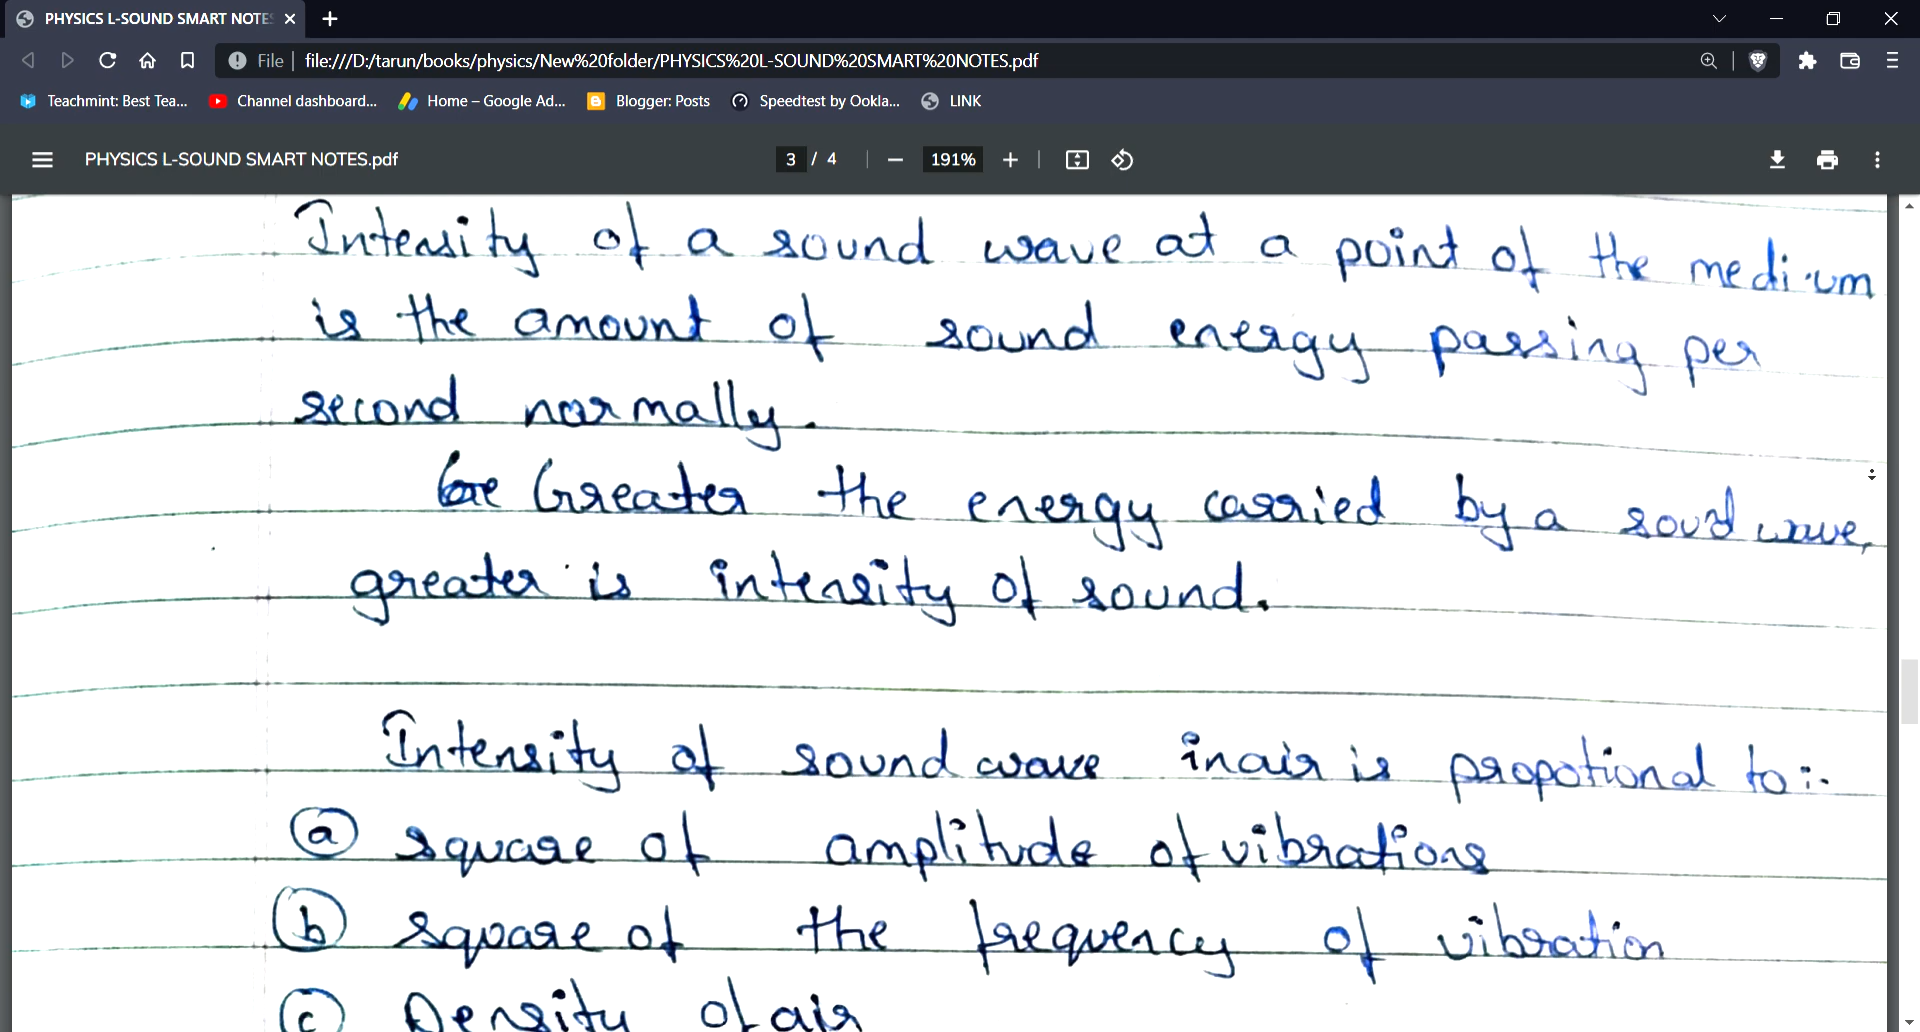 PHYSICS L-SOUND SMART NOTES
File file:///D:/tarun/books/physics/New%20folder/PHYSICS%20L-SOUND%20SMART%20NOTES.pdf
Teachmint: Best Tea... Channel dashboard... Home – Google Ad... Blogger: Posts Speedtest by Ookla... LINK
PHYSICS L-SOUND SMART NOTES.pdf 3 / 4 191%
Intensity of a sound wave at a point of the medium
is the amount of sound energy passing per
second normally.
Greater the energy carried by a sound wave,
greater is intensity of sound.
Intensity of sound wave in air is propotional to :-
(a) square of amplitude of vibrations
(b) square of the frequency of vibration
(c) Density of air